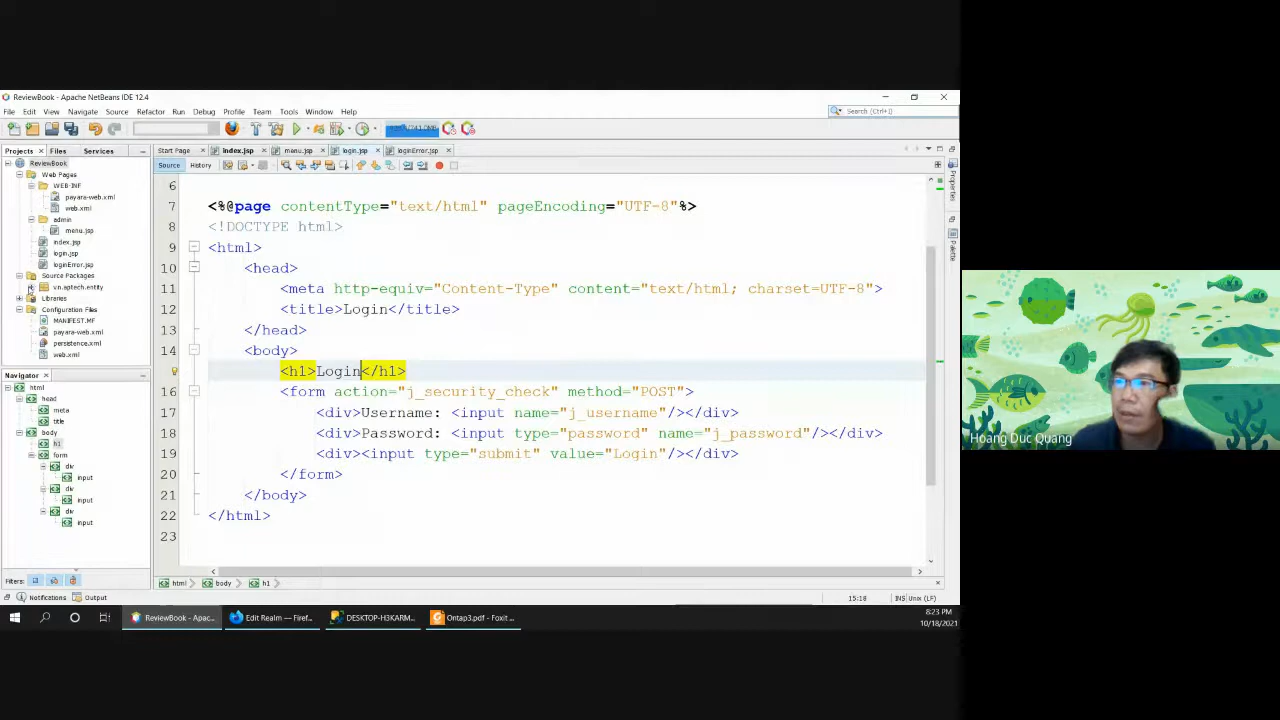 ReviewBook - Apache NetBeans IDE 12.4
File Edit View Navigate Source Refactor Run Debug Profile Team Tools Window Help
Search (Ctrl+I)
Projects Files Services
Start Page index.jsp menu.jsp login.jsp loginError.jsp
Source History
ReviewBook
Web Pages
WEB-INF
payara-web.xml
web.xml
admin
menu.jsp
index.jsp
login.jsp
loginError.jsp
Source Packages
vn.aptech.entity
Libraries
Configuration Files
MANIFEST.MF
payara-web.xml
persistence.xml
web.xml
Navigator
html
head
meta
title
body
h1
form
div
input
div
input
div
input
Filters:
6
7 <%@page contentType="text/html" pageEncoding="UTF-8"%>
8 <!DOCTYPE html>
9 <html>
10 <head>
11 <meta http-equiv="Content-Type" content="text/html; charset=UTF-8">
12 <title>Login</title>
13 </head>
14 <body>
<h1>Login</h1>
16 <form action="j_security_check" method="POST">
17 <div>Username: <input name="j_username"/></div>
18 <div>Password: <input type="password" name="j_password"/></div>
19 <div><input type="submit" value="Login"/></div>
20 </form>
21 </body>
22 </html>
23
html body h1
Properties
Palette
Notifications Output
15:18 INS Unix (LF)
ReviewBook - Apac... Edit Realm — Firef... DESKTOP-H3KARM... Ontap3.pdf - Foxit ...
8:23 PM
10/18/2021
Hoang Duc Quang